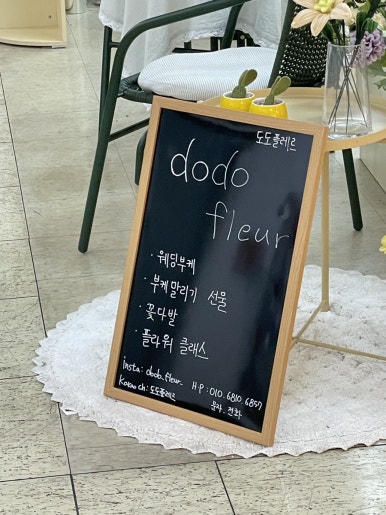 도도플레르
dodo
fleur
· 웨딩부케
· 부케말리기 선물
· 꽃다발
· 플라워 클래스
insta: dodo_fleur_ H·P: 010.6810.6857
Kakao ch: 도도플레르 문자, 전화